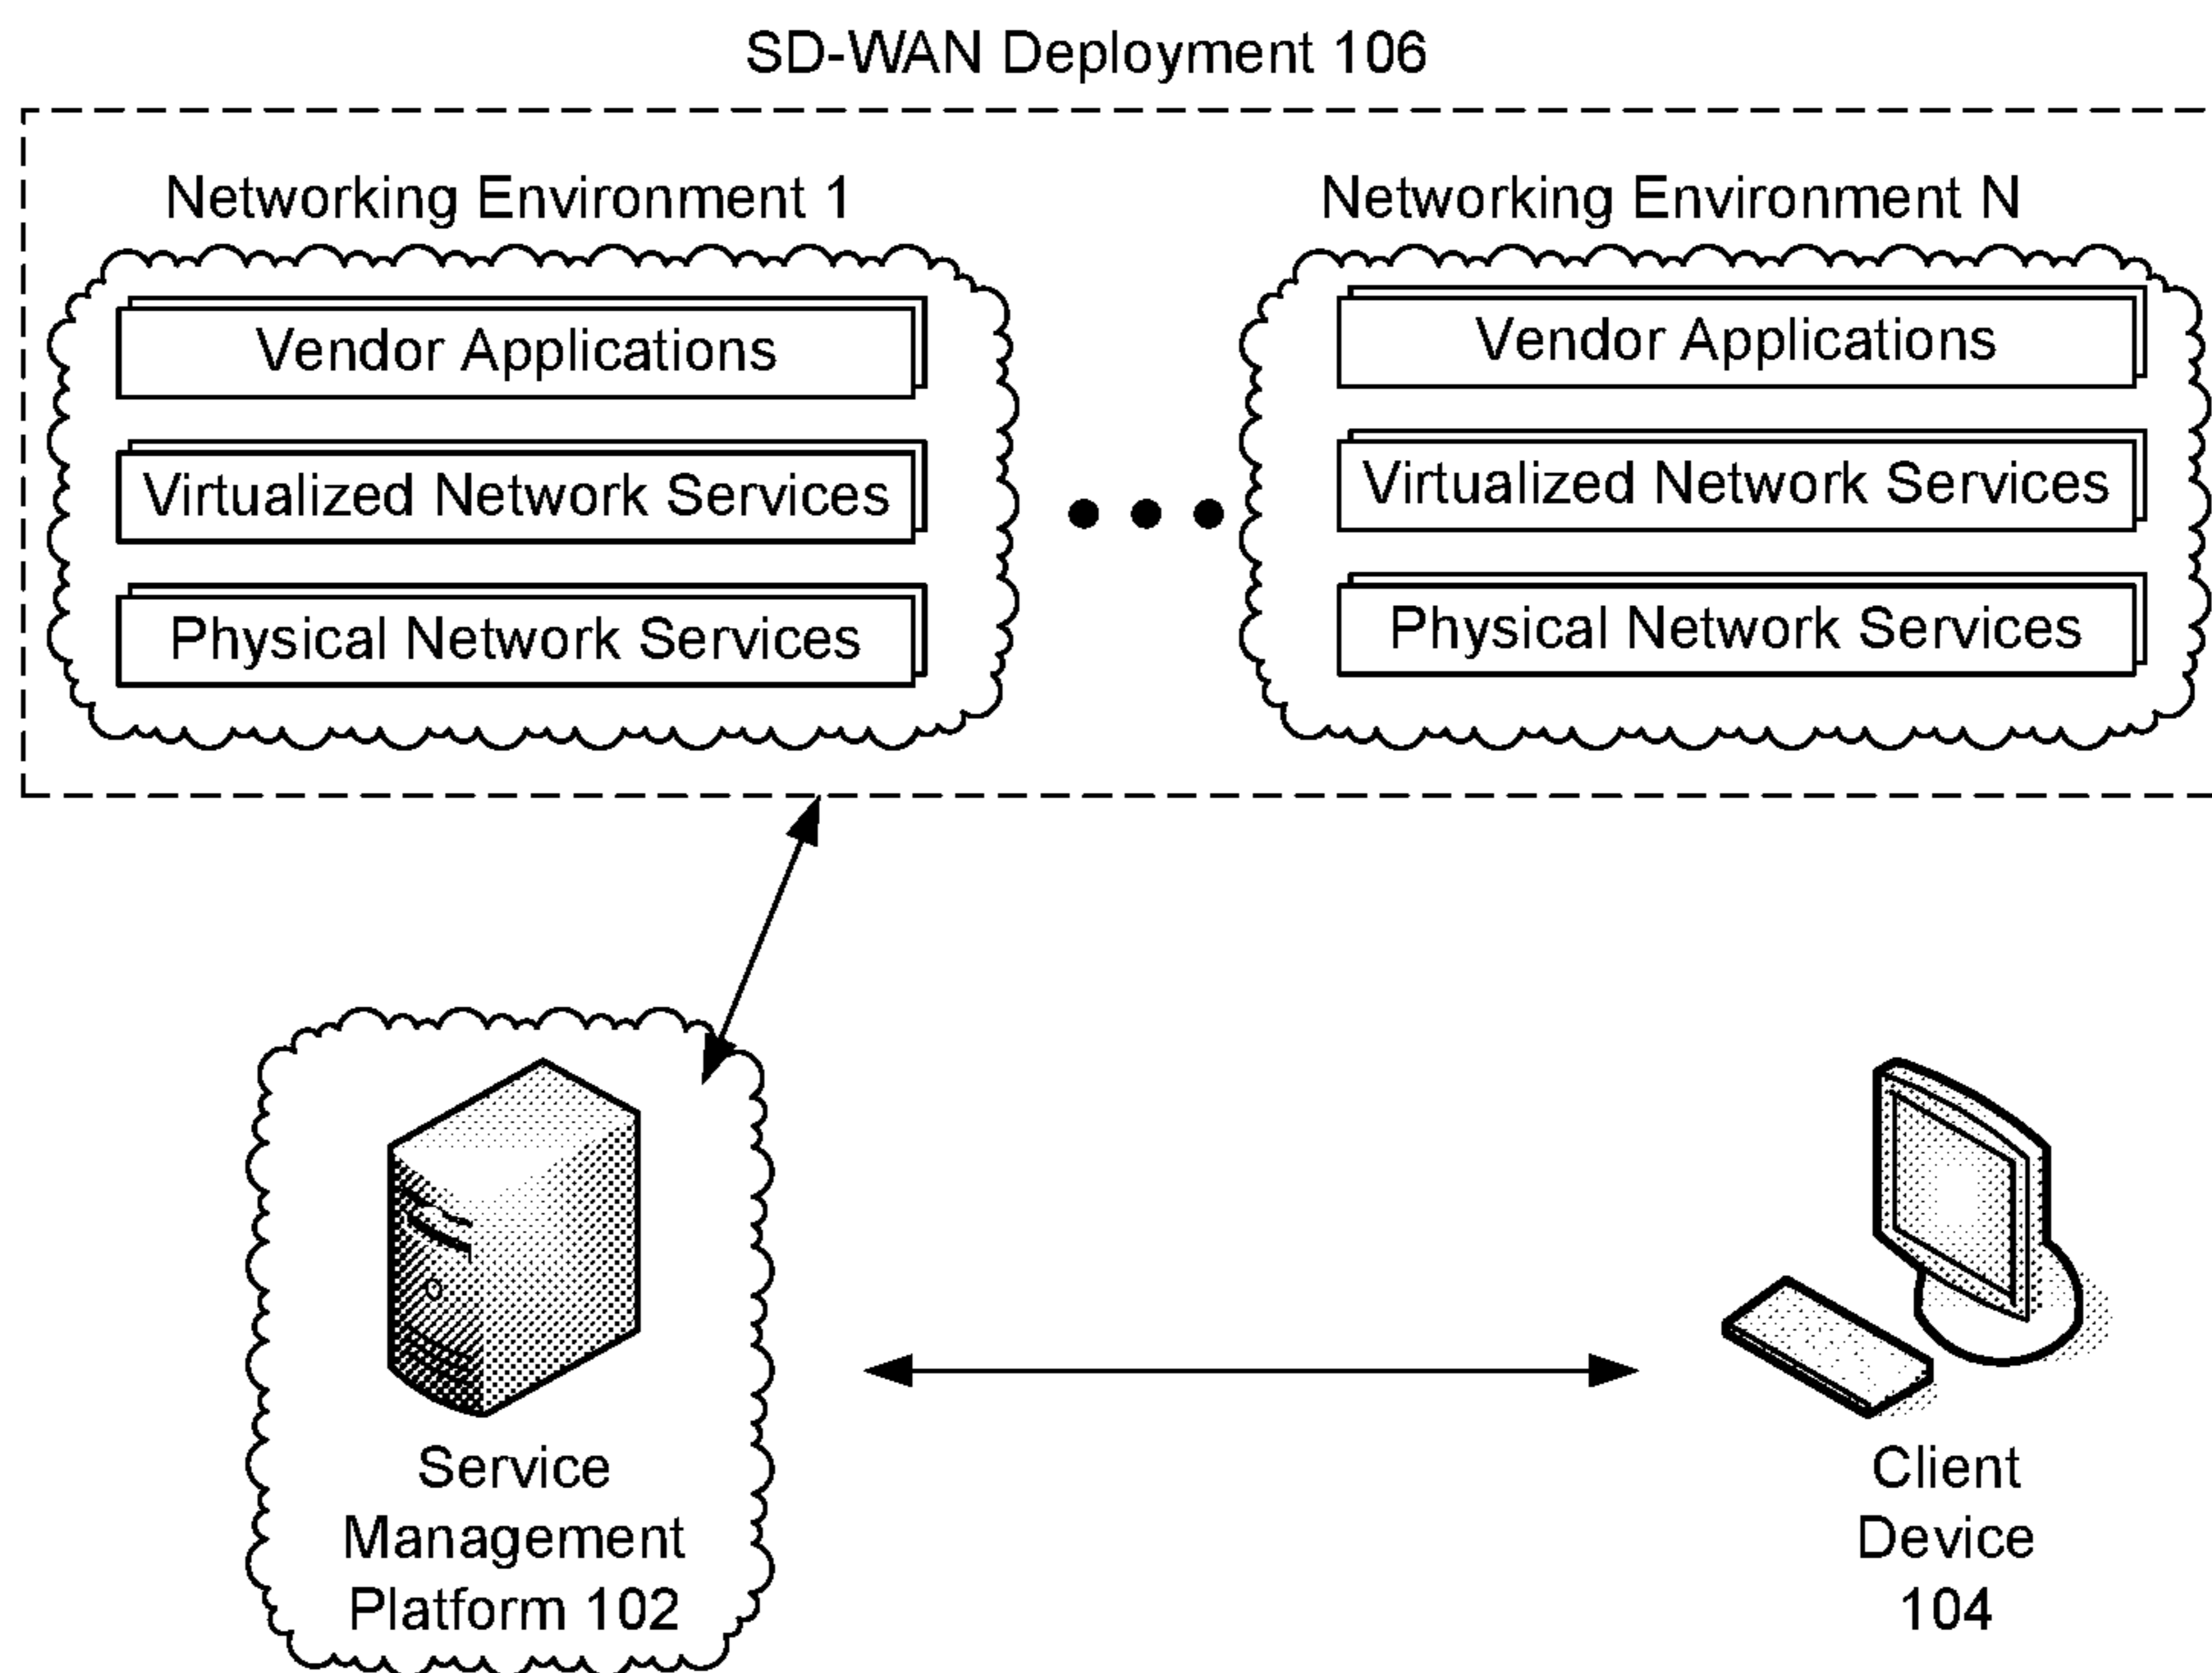 SD-WAN Deployment 106
Networking Environment 1
Vendor Applications
Virtualized Network Services
Physical Network Services
Networking Environment N
Vendor Applications
Virtualized Network Services
Physical Network Services
Service
Management
Platform 102
Client
Device
104